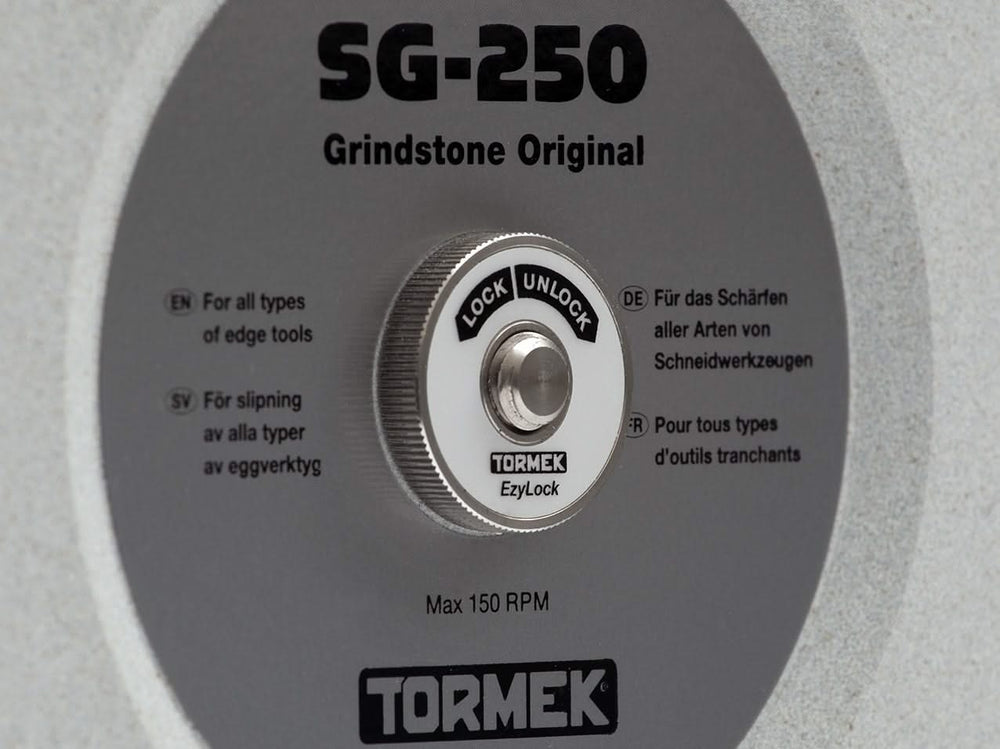 SG-250
Grindstone Original
EN For all types
of edge tools
SV För slipning
av alla typer
av eggverktyg
LOCK UNLOCK
TORMEK
EzyLock
DE Für das Schärfen
aller Arten von
Schneidwerkzeugen
FR Pour tous types
d'outils tranchants
Max 150 RPM
TORMEK